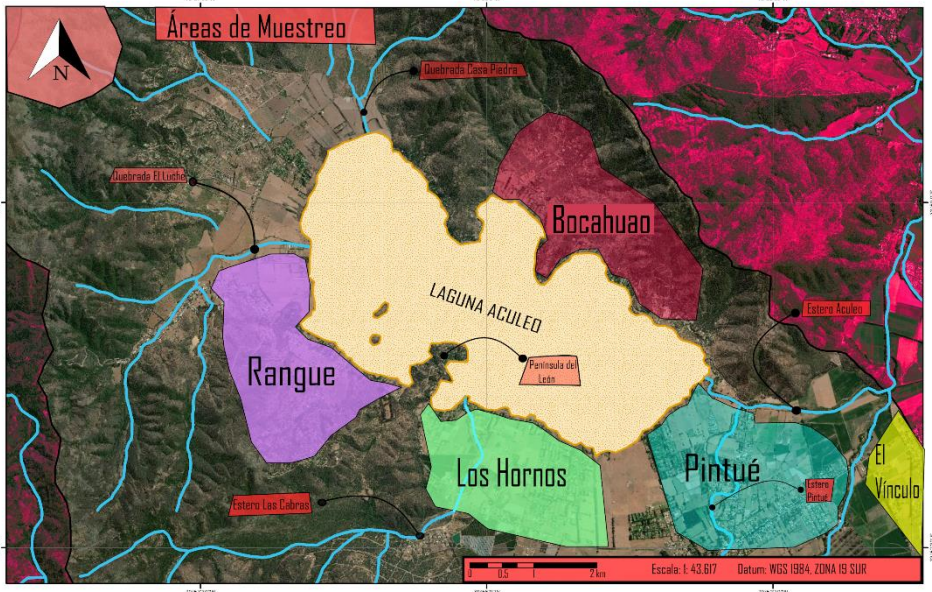 Áreas de Muestreo
N
Quebrada Casa Piedra
Quebrada El Luche
Bocahuao
LAGUNA ACULEO
Estero Aculeo
Península del
León
Rangue
Los Hornos
Pintué
El
Vínculo
Estero
Pintué
Estero Las Cabras
0 0.5 1 2 km
Escala: 1: 43.617 Datum: WGS 1984, ZONA 19 SUR